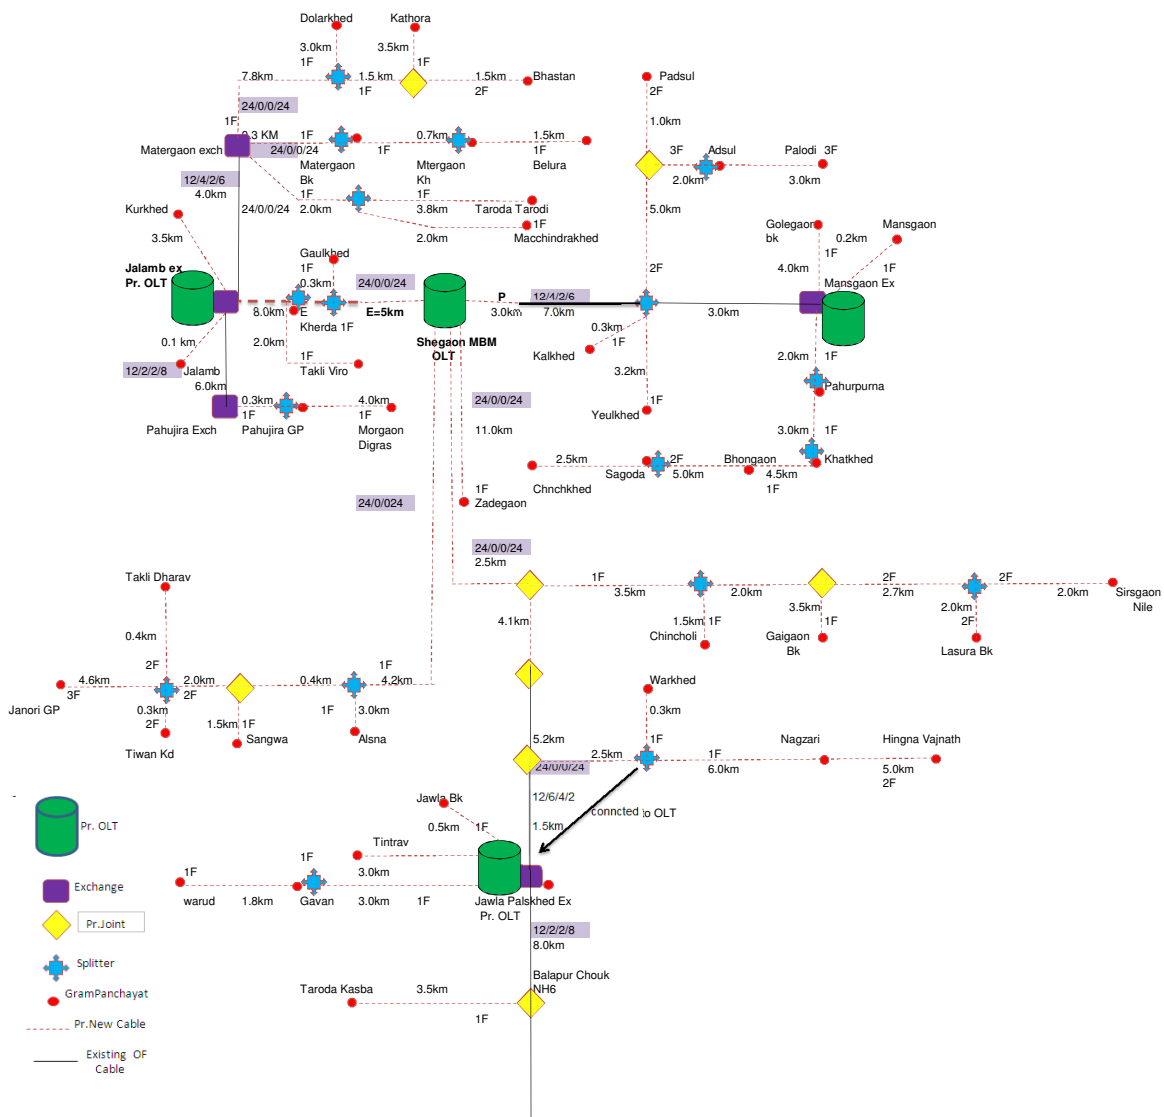 Dolarkhed
Kathora
3.0km
3.5km
1F
1F
7.8km
1.5 km
1.5km
Bhastan
1F
2F
24/0/0/24
1F
0.3 KM
1F
0.7km
1.5km
Matergaon exch
24/0/0/24
1F
1F
Matergaon
Bk
Mtergaon
Kh
Belura
12/4/2/6
4.0km
24/0/0/24
1F
2.0km
1F
3.8km
Taroda Tarodi
1F
2.0km
Macchindrakhed
Padsul
2F
1.0km
3F
Adsul
Palodi
3F
2.0km
3.0km
5.0km
2F
Kurkhed
3.5km
Jalamb ex
Pr. OLT
Gaulkhed
1F
0.3km
24/0/0/24
8.0km
E
Kherda 1F
E=5km
2.0km
1F
Takli Viro
0.1 km
12/2/2/8
Jalamb
6.0km
0.3km
1F
4.0km
1F
Pahujira Exch
Pahujira GP
Morgaon
Digras
Shegaon MBM
OLT
P
12/4/2/6
3.0km
7.0km
3.0km
0.3km
1F
Kalkhed
3.2km
1F
Yeulkhed
Golegaon
bk
0.2km
Mansgaon
1F
1F
4.0km
Mansgaon Ex
2.0km
1F
Pahurpurna
3.0km
1F
Khatkhed
2.5km
2F
Bhongaon
Sagoda
5.0km
4.5km
1F
Chnchkhed
24/0/0/24
11.0km
1F
Zadegaon
24/0/024
24/0/0/24
2.5km
1F
3.5km
2.0km
2F
2.7km
2F
2.0km
Sirsgaon
Nile
4.1km
1.5km
1F
Chincholi
3.5km
1F
Gaigaon
Bk
2.0km
2F
Lasura Bk
Takli Dharav
0.4km
2F
1F
4.6km
2.0km
0.4km
4.2km
3F
2F
Janori GP
0.3km
2F
Tiwan Kd
1.5km
1F
Sangwa
1F
3.0km
Alsna
Warkhed
0.3km
1F
5.2km
2.5km
1F
6.0km
Nagzari
Hingna Vajnath
5.0km
2F
24/0/0/24
12/6/4/2
1.5km
conncted to OLT
Jawla Bk
0.5km
1F
Tintrav
3.0km
1F
1F
warud
1.8km
Gavan
3.0km
1F
Jawla Palskhed Ex
Pr. OLT
12/2/2/8
8.0km
Balapur Chouk
NH6
Taroda Kasba
3.5km
1F
Pr. OLT
Exchange
Pr.Joint
Splitter
GramPanchayat
Pr.New Cable
Existing OF
Cable